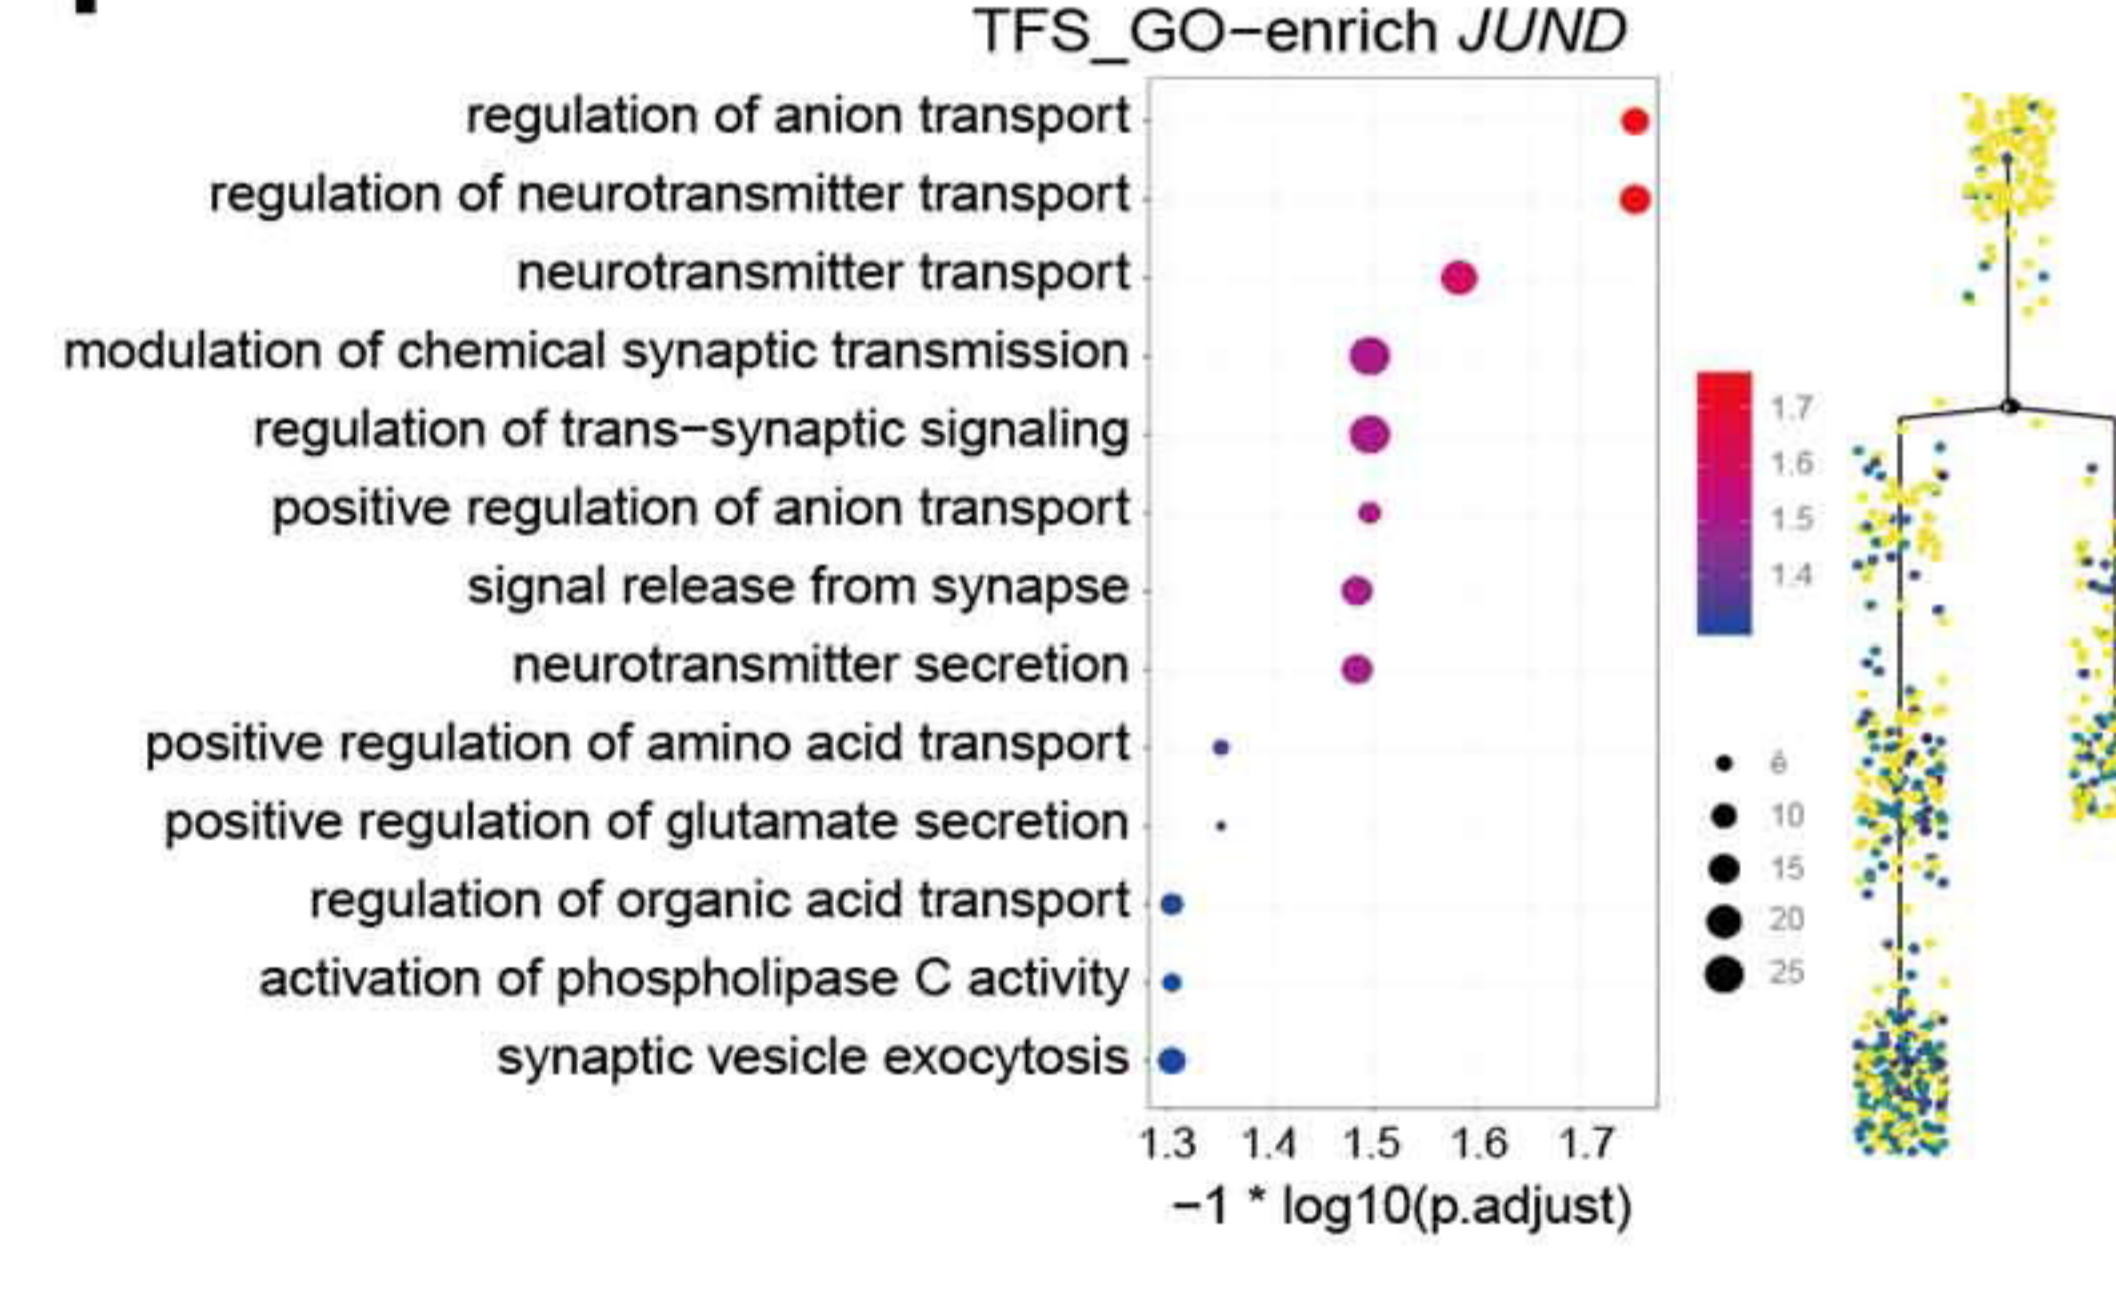 TFS_GO−enrich JUND
regulation of anion transport
regulation of neurotransmitter transport
neurotransmitter transport
modulation of chemical synaptic transmission
regulation of trans−synaptic signaling
positive regulation of anion transport
signal release from synapse
neurotransmitter secretion
positive regulation of amino acid transport
positive regulation of glutamate secretion
regulation of organic acid transport
activation of phospholipase C activity
synaptic vesicle exocytosis
1.3 1.4 1.5 1.6 1.7
−1 * log10(p.adjust)
1.7
1.6
1.5
1.4
10
15
20
25